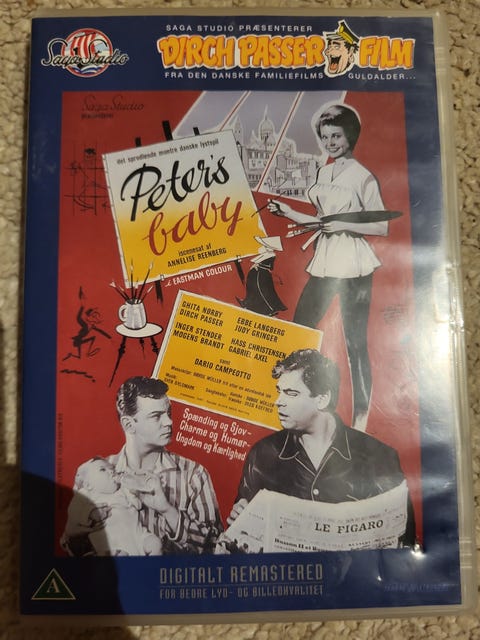 SAGA STUDIO PRÆSENTERER
Saga Studio
DIRCH PASSER FILM
FRA DEN DANSKE FAMILIEFILMS GULDALDER...
Saga Studio
præsenterer
det sprudlende muntre danske lystspil
Peter's
baby
iscenesat af
ANNELISE REENBERG
i EASTMAN COLOUR
GHITA NØRBY
DIRCH PASSER
EBBE LANGBERG
JUDY GRINGER
INGER STENDER
MOGENS BRANDT
HASS CHRISTENSEN
GABRIEL AXEL
samt
DARIO CAMPEOTTO
Spænding og Sjov-
Charme og Humør-
Ungdom og Kærlighed
LE FIGARO
A
DIGITALT REMASTERED
FOR BEDRE LYD- OG BILLEDKVALITET